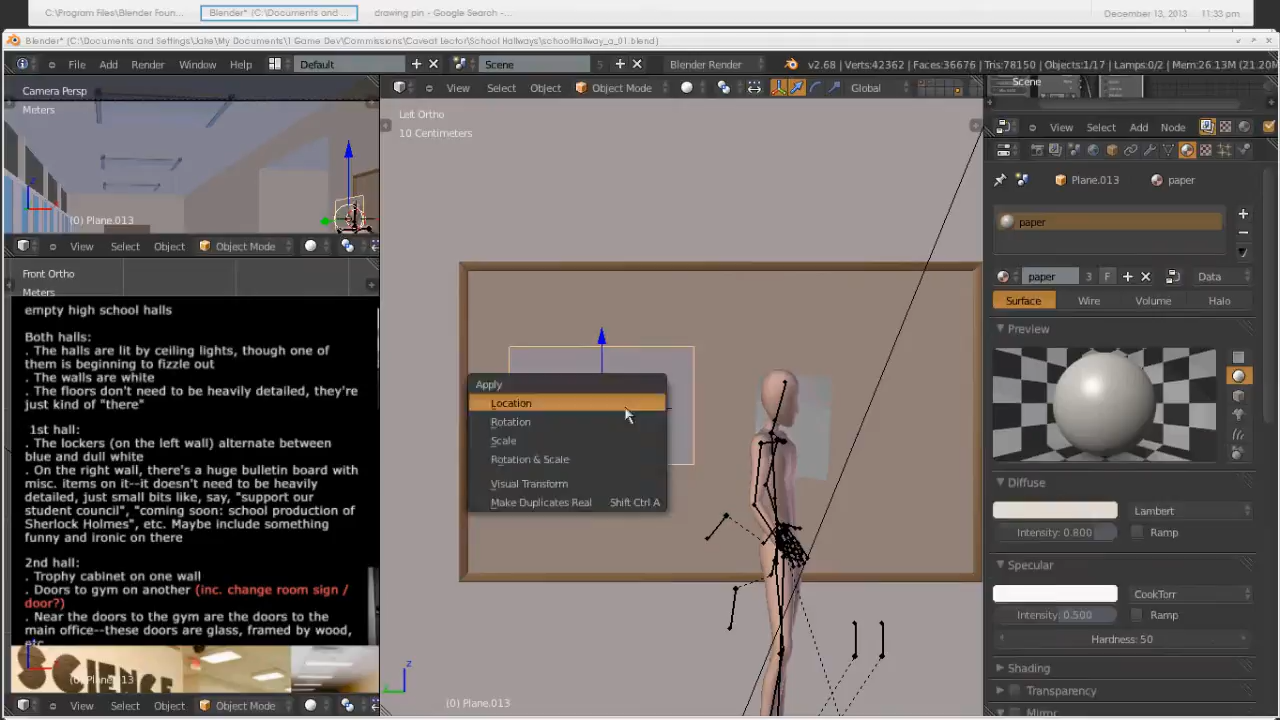 C:\Program Files\Blender Foun...
Blender* (C:\Documents and ...
drawing pin - Google Search -...
December 13, 2013
11:33 pm
Blender* (C:\Documents and Settings\Jake\My Documents\1 Game Dev\Commissions\Caveat Lector\School Hallways\schoolHallway_a_01.blend)
File
Add
Render
Window
Help
Default
Scene
5
Blender Render
v2.68 | Verts:42362 | Faces:36676 | Tris:78150 | Objects:1/17 | Lamps:0/2 | Mem:26.13M (21.20M
Camera Persp
Meters
z
(0) Plane.013
View
Select
Object
Object Mode
Front Ortho
Meters
empty high school halls
Both halls:
. The halls are lit by ceiling lights, though one of
them is beginning to fizzle out
. The walls are white
. The floors don't need to be heavily detailed, they're
just kind of "there"
1st hall:
. The lockers (on the left wall) alternate between
blue and dull white
. On the right wall, there's a huge bulletin board with
misc. items on it--it doesn't need to be heavily
detailed, just small bits like, say, "support our
student council", "coming soon: school production of
Sherlock Holmes", etc. Maybe include something
funny and ironic on there
2nd hall:
. Trophy cabinet on one wall
. Doors to gym on another (inc. change room sign /
door?)
. Near the doors to the gym are the doors to the
main office--these doors are glass, framed by wood,
etc
SCIENCE
View
Select
Object
Object Mode
View
Select
Object
Object Mode
Global
Left Ortho
10 Centimeters
Apply
Location
Rotation
Scale
Rotation & Scale
Visual Transform
Make Duplicates Real
Shift Ctrl A
z
y
(0) Plane.013
Scene
View
Select
Add
Node
Plane.013
paper
paper
paper
3
F
Data
Surface
Wire
Volume
Halo
Preview
Diffuse
Lambert
Intensity: 0.800
Ramp
Specular
CookTorr
Intensity: 0.500
Ramp
Hardness: 50
Shading
Transparency
Mirror